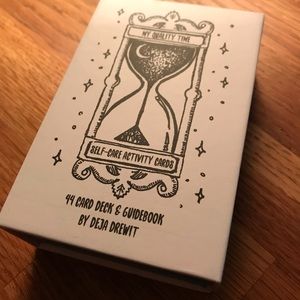 MY QUALITY TIME
SELF-CARE ACTIVITY CARDS
44 CARD DECK & GUIDEBOOK
BY DEJA DREWIT